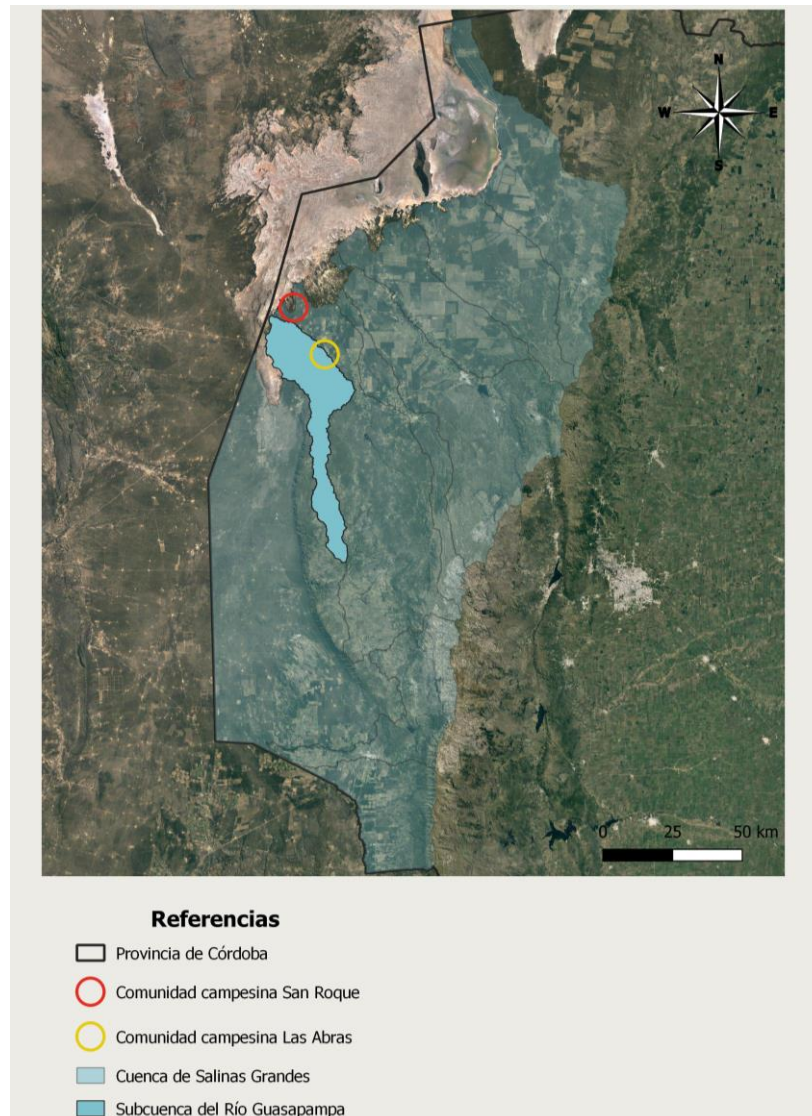 N
W E
S
0 25 50 km
Referencias
Provincia de Córdoba
Comunidad campesina San Roque
Comunidad campesina Las Abras
Cuenca de Salinas Grandes
Subcuenca del Río Guasapampa